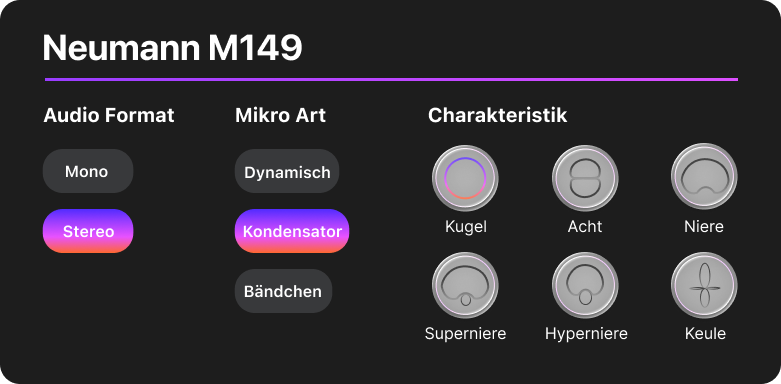 Neumann M149
Audio Format
Mono
Stereo
Mikro Art
Dynamisch
Kondensator
Bändchen
Charakteristik
Kugel
Acht
Niere
Superniere
Hyperniere
Keule